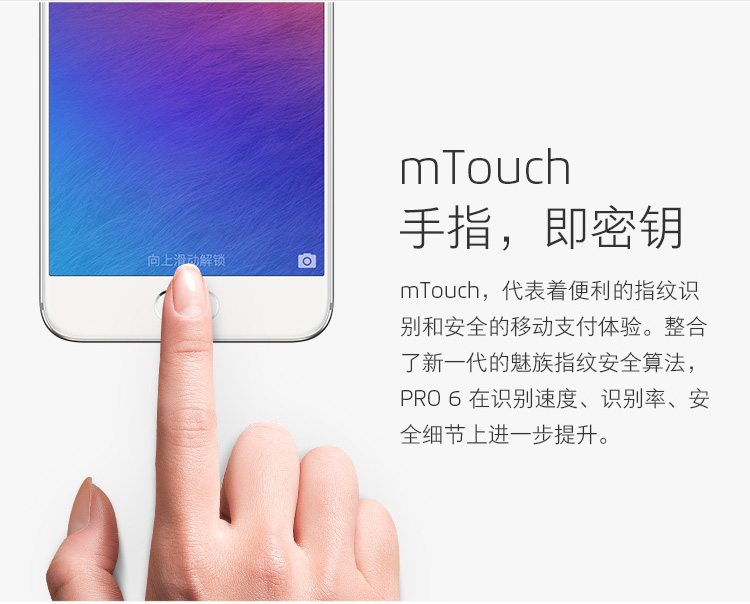 mTouch
手指，即密钥
mTouch，代表着便利的指纹识
别和安全的移动支付体验。整合
了新一代的魅族指纹安全算法，
PRO 6 在识别速度、识别率、安
全细节上进一步提升。
向上滑动解锁